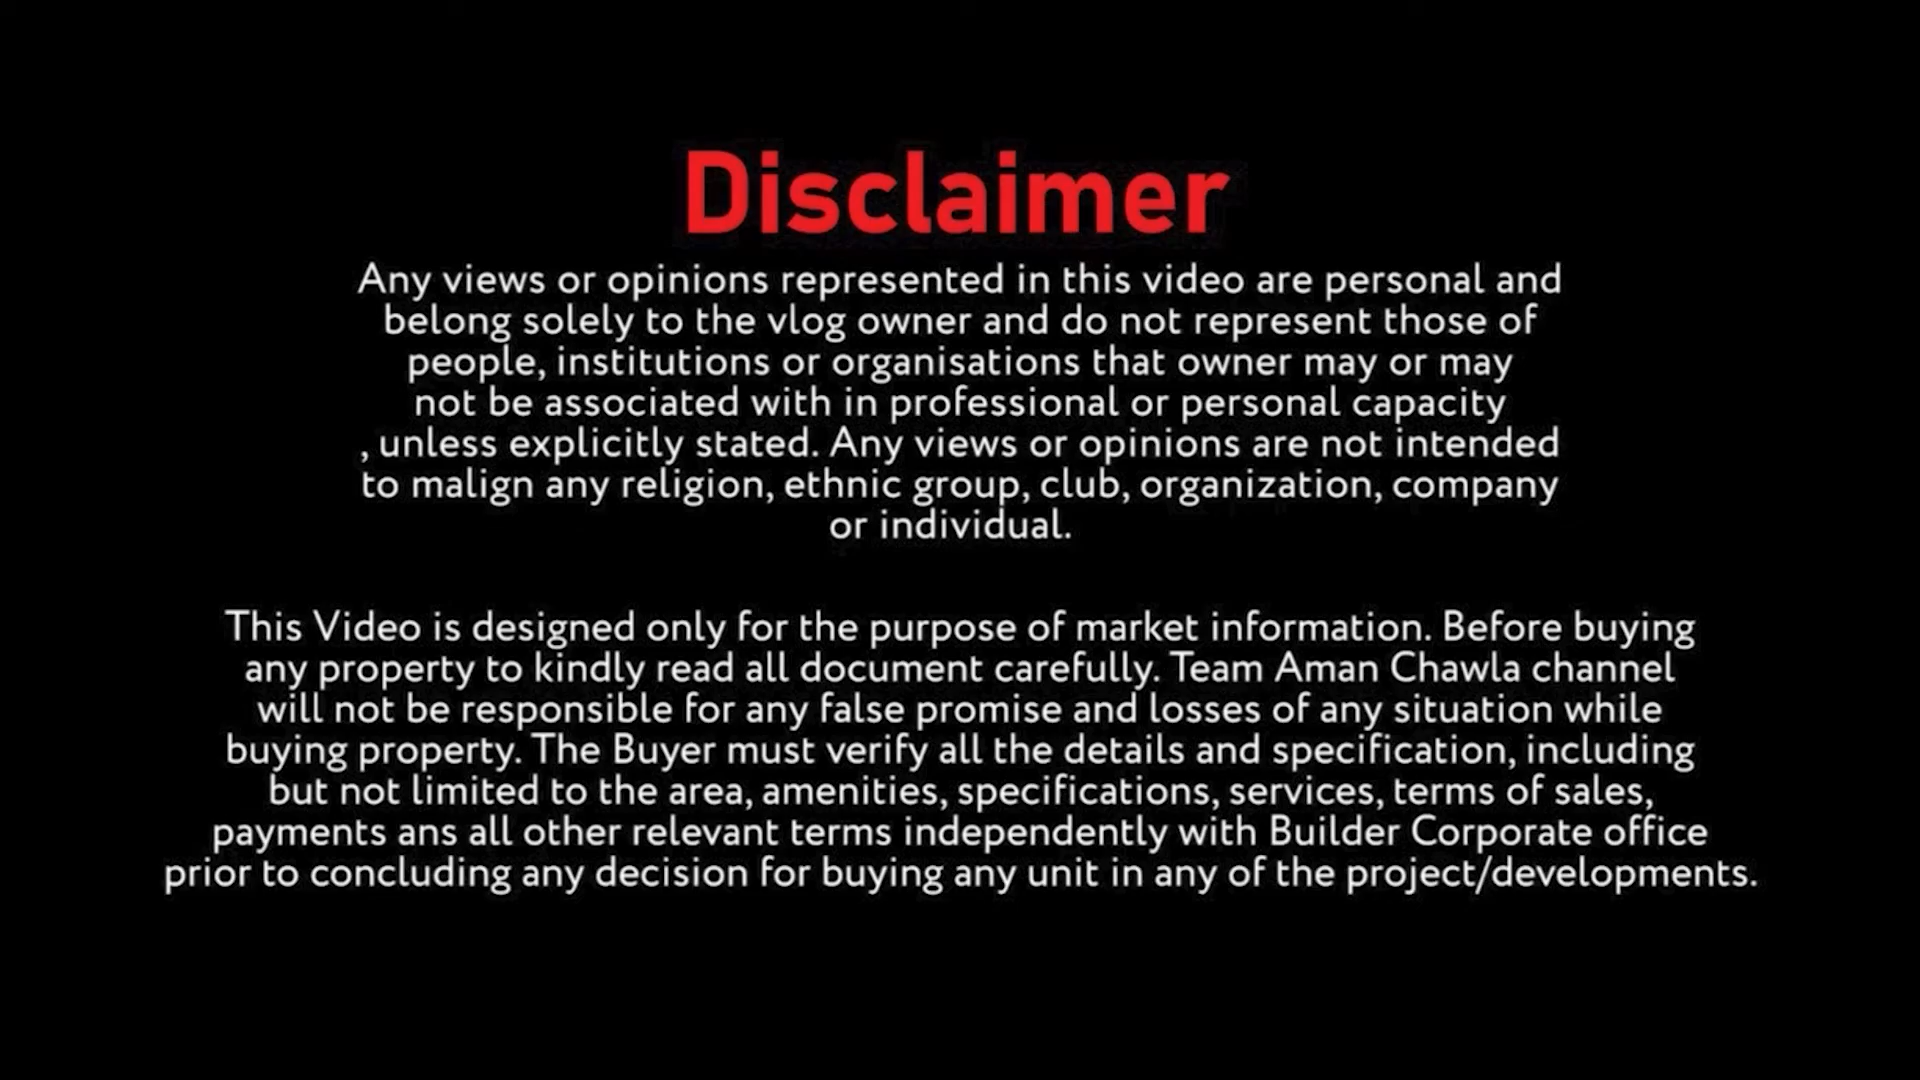 Disclaimer
Any views or opinions represented in this video are personal and
belong solely to the vlog owner and do not represent those of
people, institutions or organisations that owner may or may
not be associated with in professional or personal capacity
, unless explicitly stated. Any views or opinions are not intended
to malign any religion, ethnic group, club, organization, company
or individual.
This Video is designed only for the purpose of market information. Before buying
any property to kindly read all document carefully. Team Aman Chawla channel
will not be responsible for any false promise and losses of any situation while
buying property. The Buyer must verify all the details and specification, including
but not limited to the area, amenities, specifications, services, terms of sales,
payments ans all other relevant terms independently with Builder Corporate office
prior to concluding any decision for buying any unit in any of the project/developments.